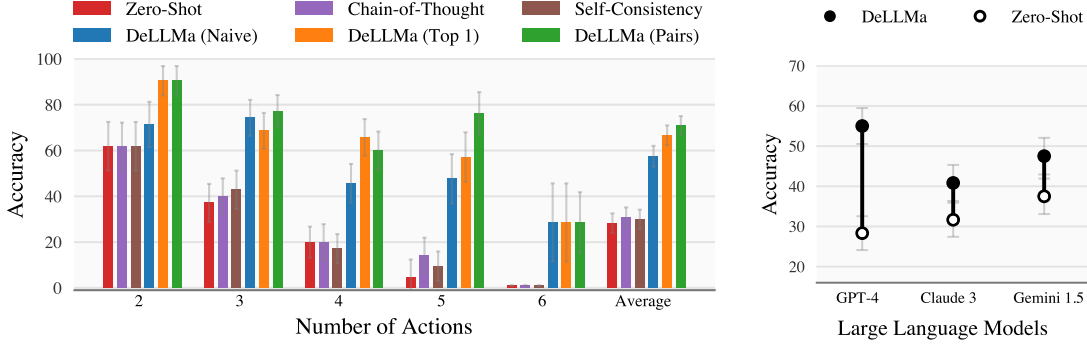 Zero-Shot Chain-of-Thought Self-Consistency
DeLLMa (Naive) DeLLMa (Top 1) DeLLMa (Pairs)
100
80
60
40
20
0
Accuracy
2 3 4 5 6 Average
Number of Actions
DeLLMa Zero-Shot
70
60
50
40
30
20
Accuracy
GPT-4 Claude 3 Gemini 1.5
Large Language Models